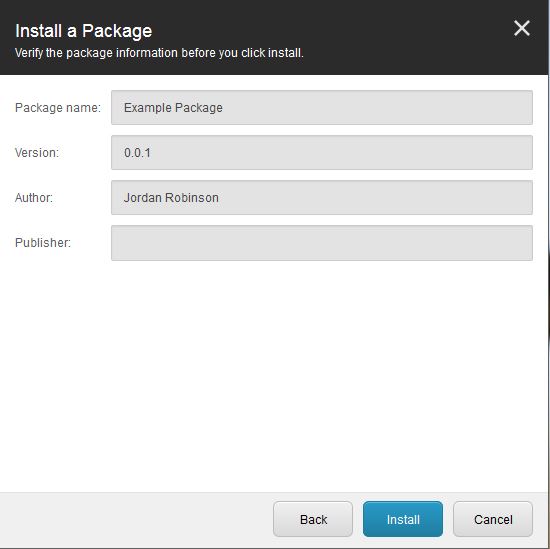 Install a Package
Verify the package information before you click install.
Package name: Example Package
Version: 0.0.1
Author: Jordan Robinson
Publisher:
Back Install Cancel